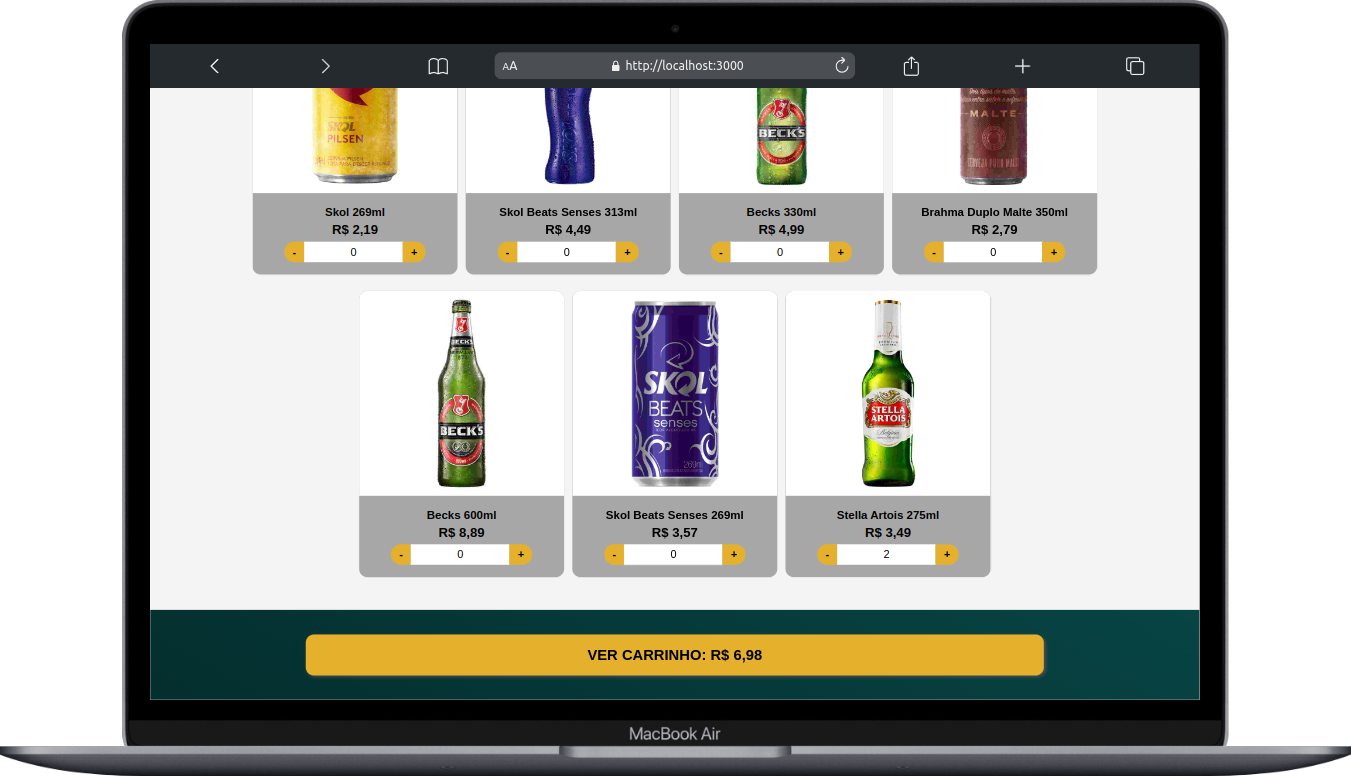 AA
http://localhost:3000
SKOL
PILSEN
BECK'S
MALTE
Skol 269ml
R$ 2,19
- 0 +
Skol Beats Senses 313ml
R$ 4,49
- 0 +
Becks 330ml
R$ 4,99
- 0 +
Brahma Duplo Malte 350ml
R$ 2,79
- 0 +
BECK'S
BECK'S
SKOL
BEATS
senses
269ml
STELLA
ARTOIS
Belgium
Becks 600ml
R$ 8,89
- 0 +
Skol Beats Senses 269ml
R$ 3,57
- 0 +
Stella Artois 275ml
R$ 3,49
- 2 +
VER CARRINHO: R$ 6,98
MacBook Air